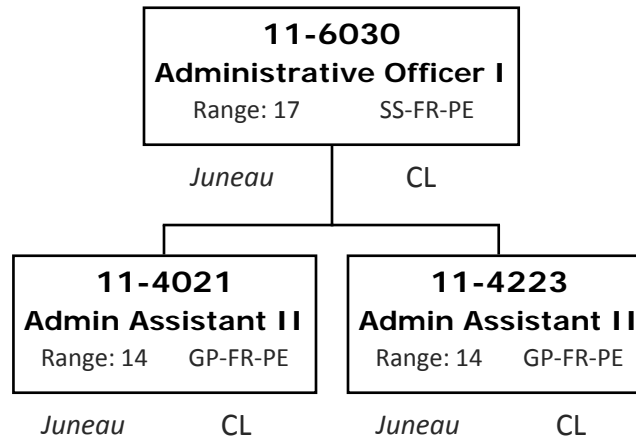 11-6030
Administrative Officer I
Range: 17 SS-FR-PE
Juneau CL
11-4021
Admin Assistant II
Range: 14 GP-FR-PE
Juneau CL
11-4223
Admin Assistant II
Range: 14 GP-FR-PE
Juneau CL